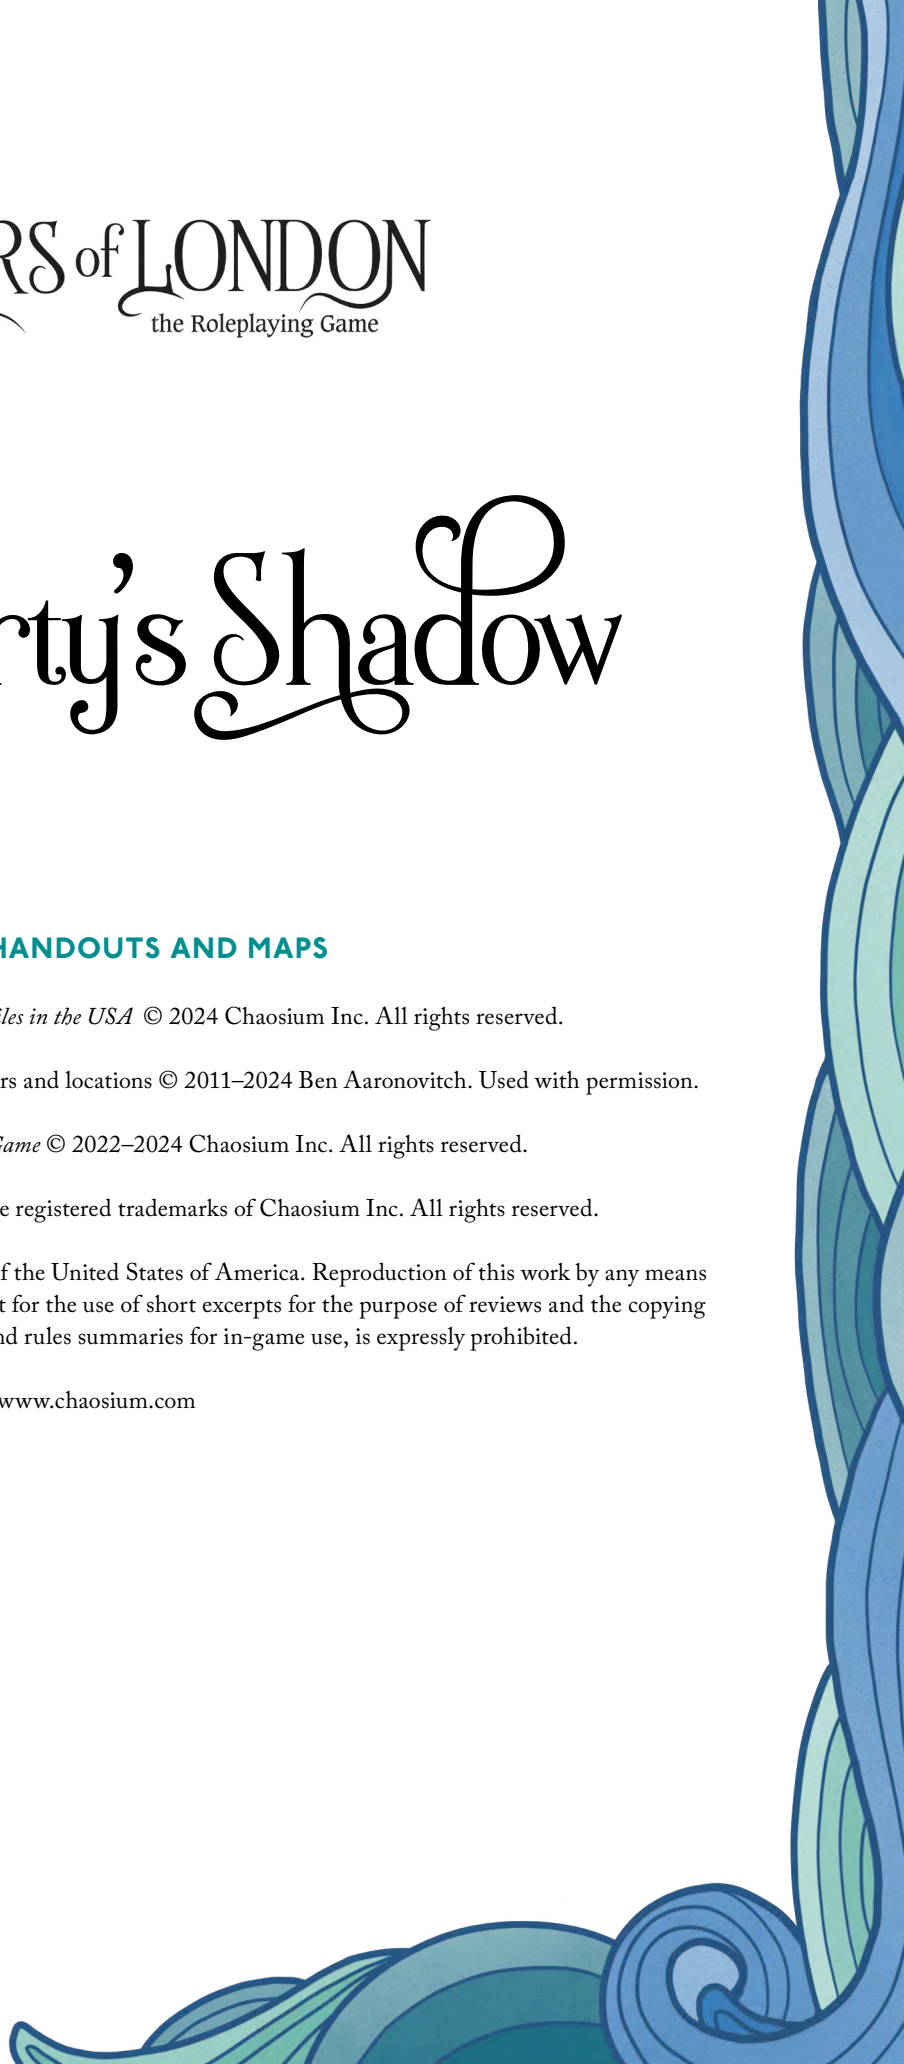 RS of LONDON
the Roleplaying Game
rty's Shadow
HANDOUTS AND MAPS
iles in the USA © 2024 Chaosium Inc. All rights reserved.
rs and locations © 2011–2024 Ben Aaronovitch. Used with permission.
Game © 2022–2024 Chaosium Inc. All rights reserved.
e registered trademarks of Chaosium Inc. All rights reserved.
f the United States of America. Reproduction of this work by any means
t for the use of short excerpts for the purpose of reviews and the copying
nd rules summaries for in-game use, is expressly prohibited.
www.chaosium.com